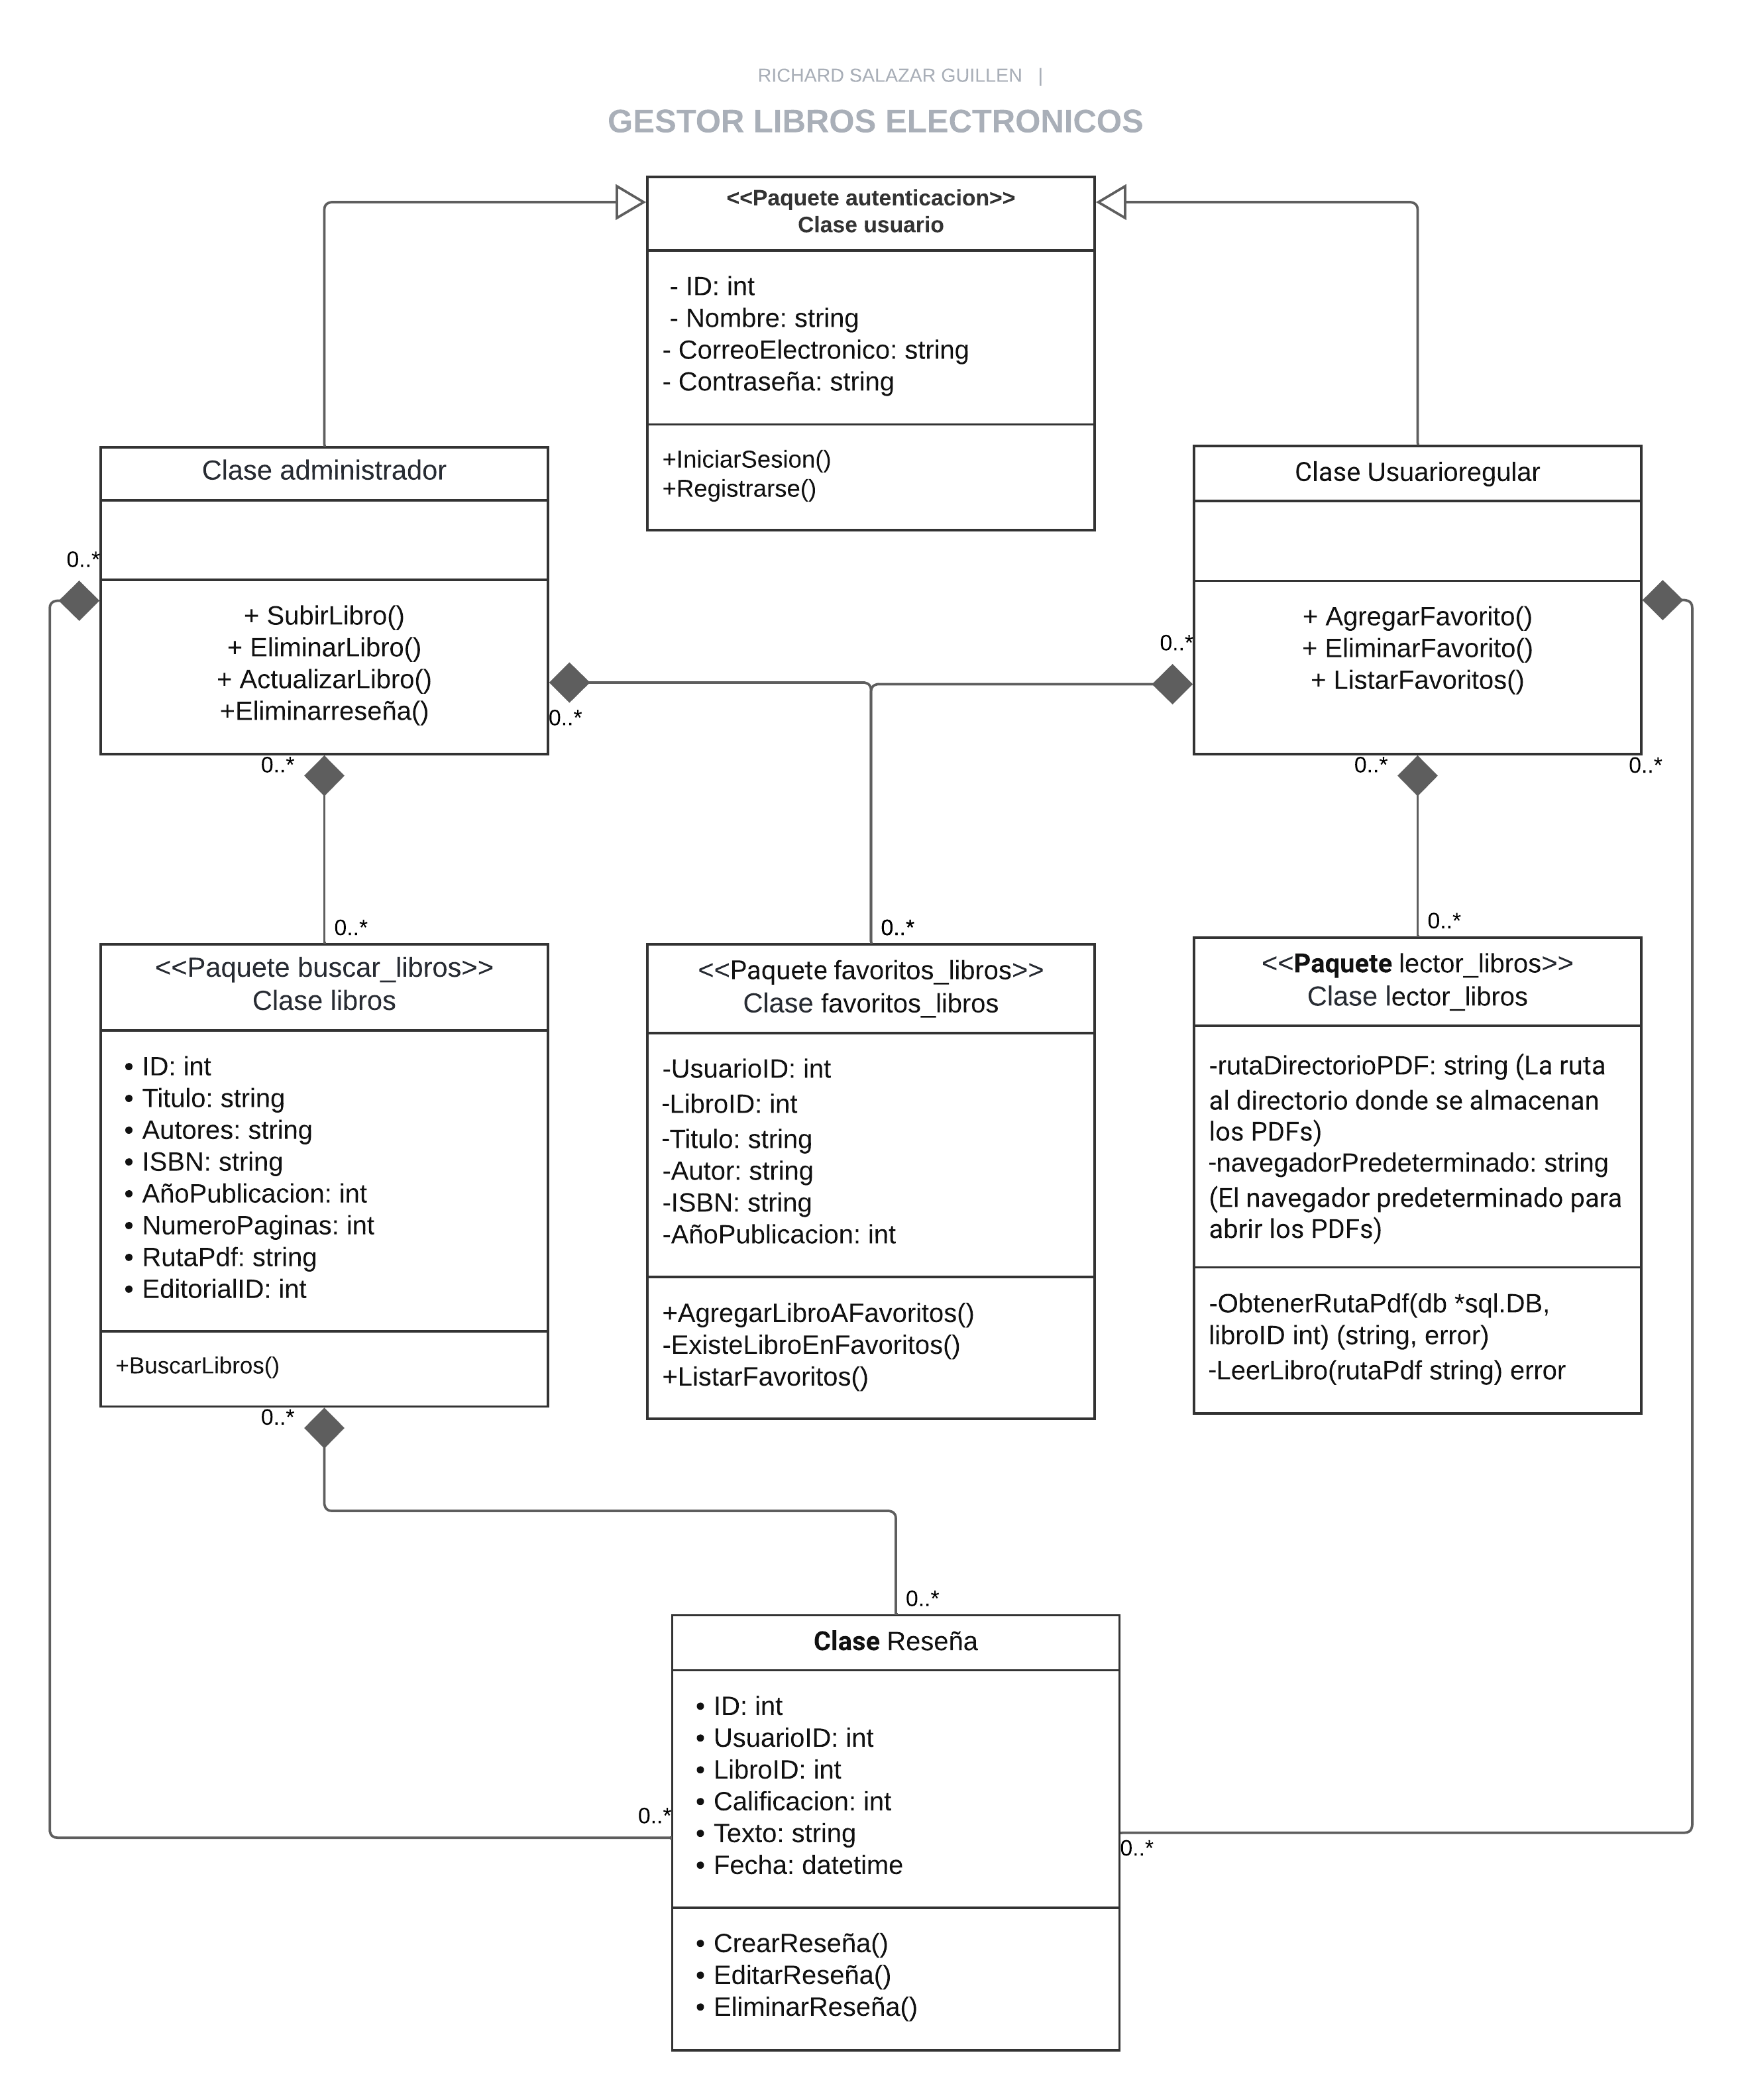 RICHARD SALAZAR GUILLEN |
GESTOR LIBROS ELECTRONICOS
<<Paquete autenticacion>>
Clase usuario
- ID: int
- Nombre: string
- CorreoElectronico: string
- Contraseña: string
+IniciarSesion()
+Registrarse()
Clase administrador
0..*
+ SubirLibro()
+ EliminarLibro()
+ ActualizarLibro()
+Eliminarreseña()
0..*
0..*
Clase Usuarioregular
+ AgregarFavorito()
+ EliminarFavorito()
+ ListarFavoritos()
0..*
0..*
0..*
0..*
<<Paquete buscar_libros>>
Clase libros
• ID: int
• Titulo: string
• Autores: string
• ISBN: string
• AñoPublicacion: int
• NumeroPaginas: int
• RutaPdf: string
• EditorialID: int
+BuscarLibros()
0..*
0..*
<<Paquete favoritos_libros>>
Clase favoritos_libros
-UsuarioID: int
-LibroID: int
-Titulo: string
-Autor: string
-ISBN: string
-AñoPublicacion: int
+AgregarLibroAFavoritos()
-ExisteLibroEnFavoritos()
+ListarFavoritos()
0..*
<<Paquete lector_libros>>
Clase lector_libros
-rutaDirectorioPDF: string (La ruta
al directorio donde se almacenan
los PDFs)
-navegadorPredeterminado: string
(El navegador predeterminado para
abrir los PDFs)
-ObtenerRutaPdf(db *sql.DB,
libroID int) (string, error)
-LeerLibro(rutaPdf string) error
0..*
Clase Reseña
• ID: int
• UsuarioID: int
• LibroID: int
• Calificacion: int
• Texto: string
• Fecha: datetime
0..*
0..*
• CrearReseña()
• EditarReseña()
• EliminarReseña()